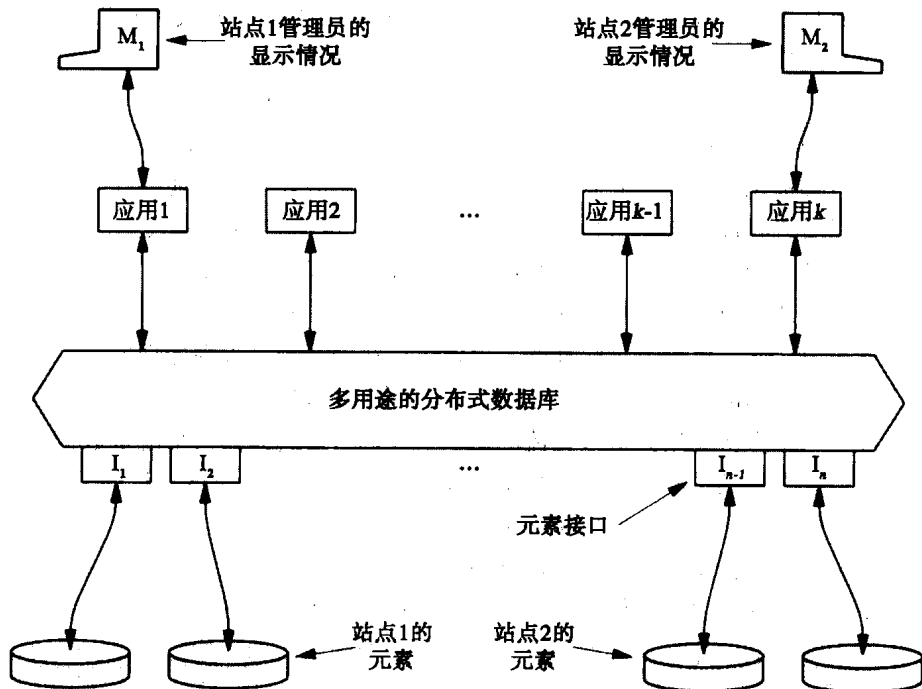 M₁
站点1管理员的
显示情况
站点2管理员的
显示情况
M₂
应用1
应用2
...
应用k-1
应用k
多用途的分布式数据库
I₁
I₂
...
Iₙ₋₁
Iₙ
元素接口
站点1的
元素
站点2的
元素